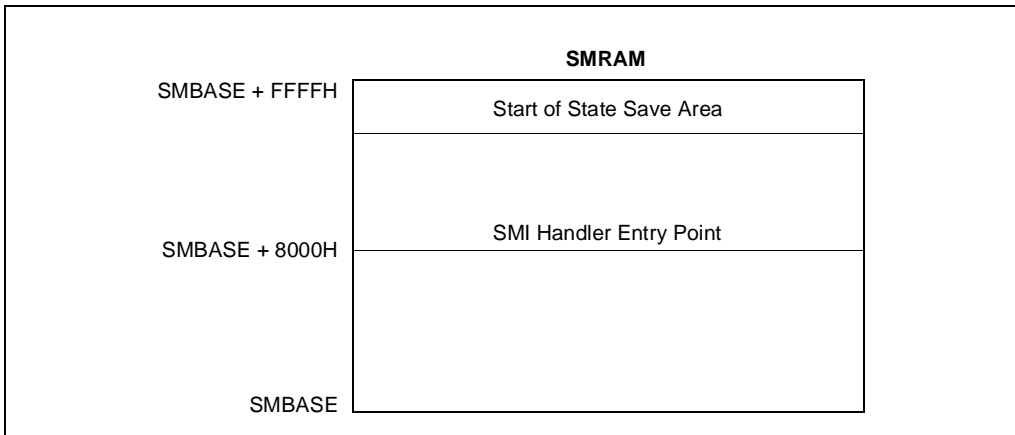 SMRAM
SMBASE + FFFFH
Start of State Save Area
SMI Handler Entry Point
SMBASE + 8000H
SMBASE